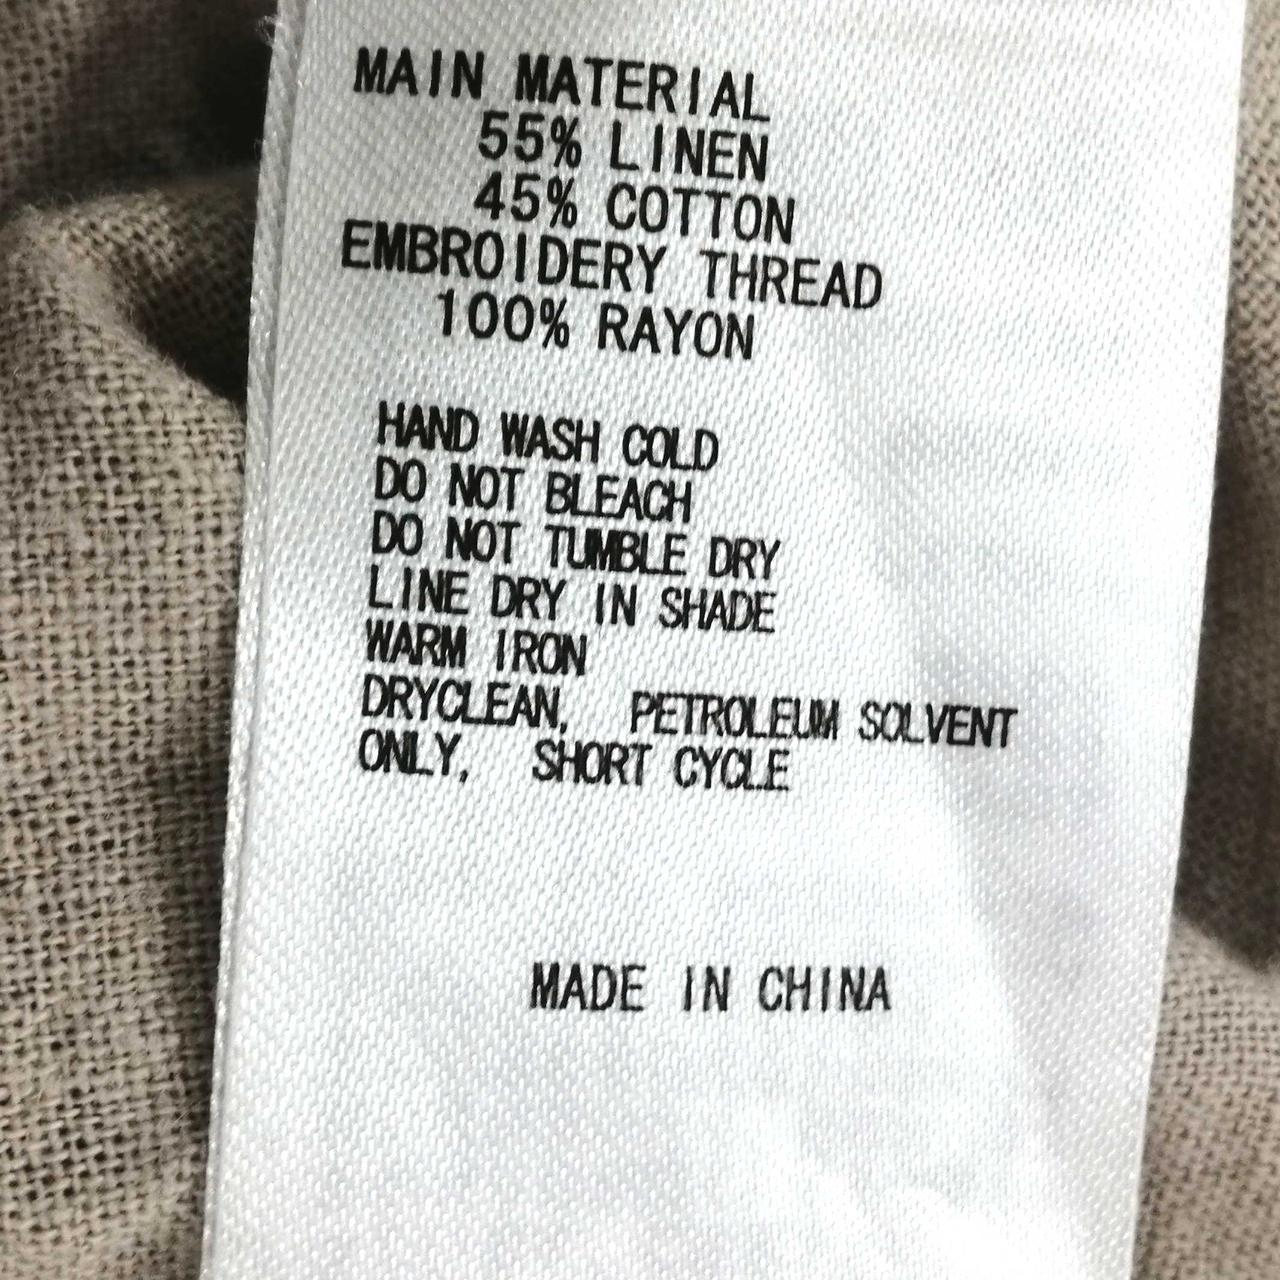 MAIN MATERIAL
55% LINEN
45% COTTON
EMBROIDERY THREAD
100% RAYON
HAND WASH COLD
DO NOT BLEACH
DO NOT TUMBLE DRY
LINE DRY IN SHADE
WARM IRON
DRYCLEAN, PETROLEUM SOLVENT
ONLY, SHORT CYCLE
MADE IN CHINA